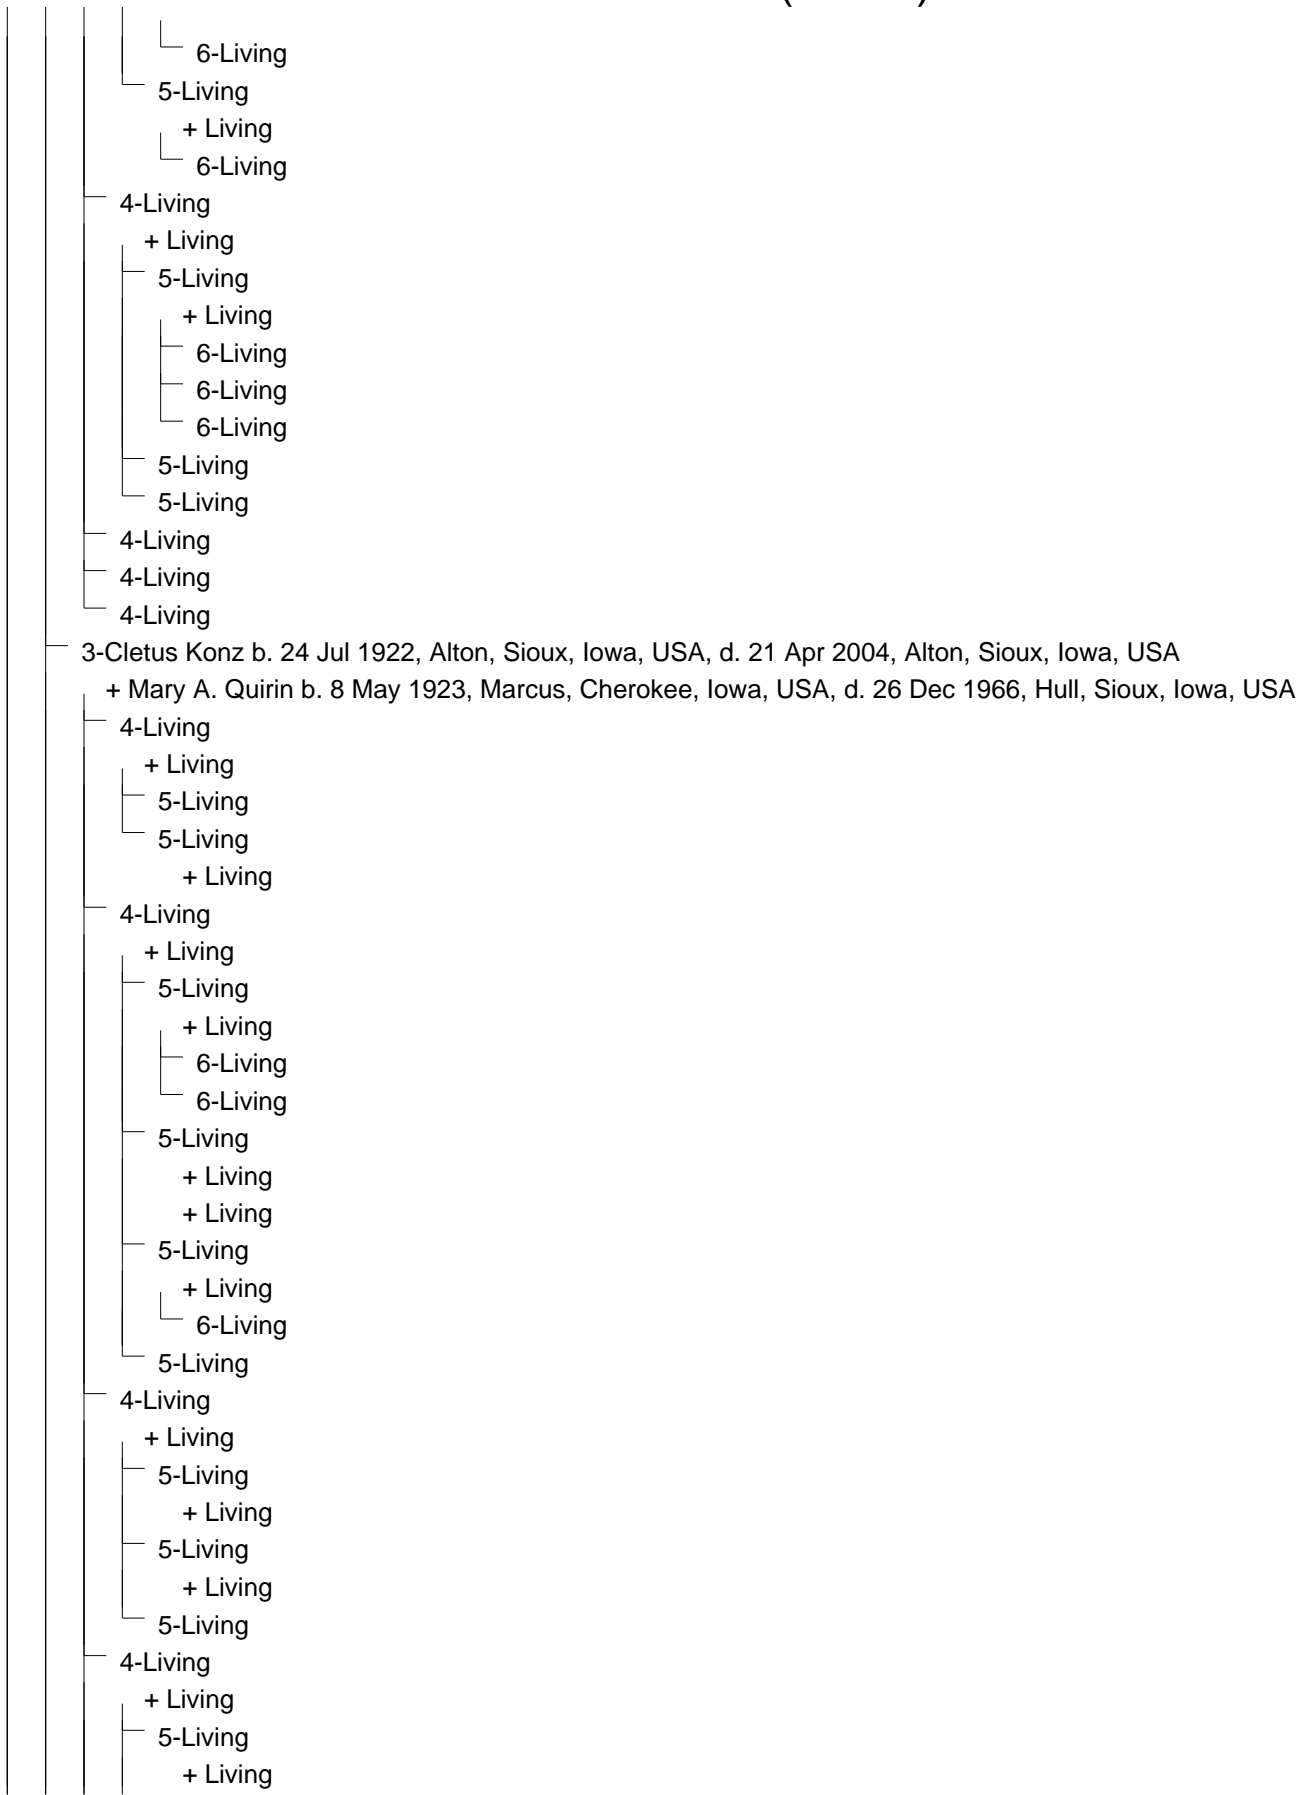 6-Living
5-Living
+ Living
6-Living
4-Living
+ Living
5-Living
+ Living
6-Living
6-Living
6-Living
5-Living
5-Living
4-Living
4-Living
4-Living
3-Cletus Konz b. 24 Jul 1922, Alton, Sioux, Iowa, USA, d. 21 Apr 2004, Alton, Sioux, Iowa, USA
+ Mary A. Quirin b. 8 May 1923, Marcus, Cherokee, Iowa, USA, d. 26 Dec 1966, Hull, Sioux, Iowa, USA
4-Living
+ Living
5-Living
5-Living
+ Living
4-Living
+ Living
5-Living
+ Living
6-Living
6-Living
5-Living
+ Living
+ Living
5-Living
+ Living
6-Living
5-Living
4-Living
+ Living
5-Living
+ Living
5-Living
+ Living
5-Living
4-Living
+ Living
5-Living
+ Living